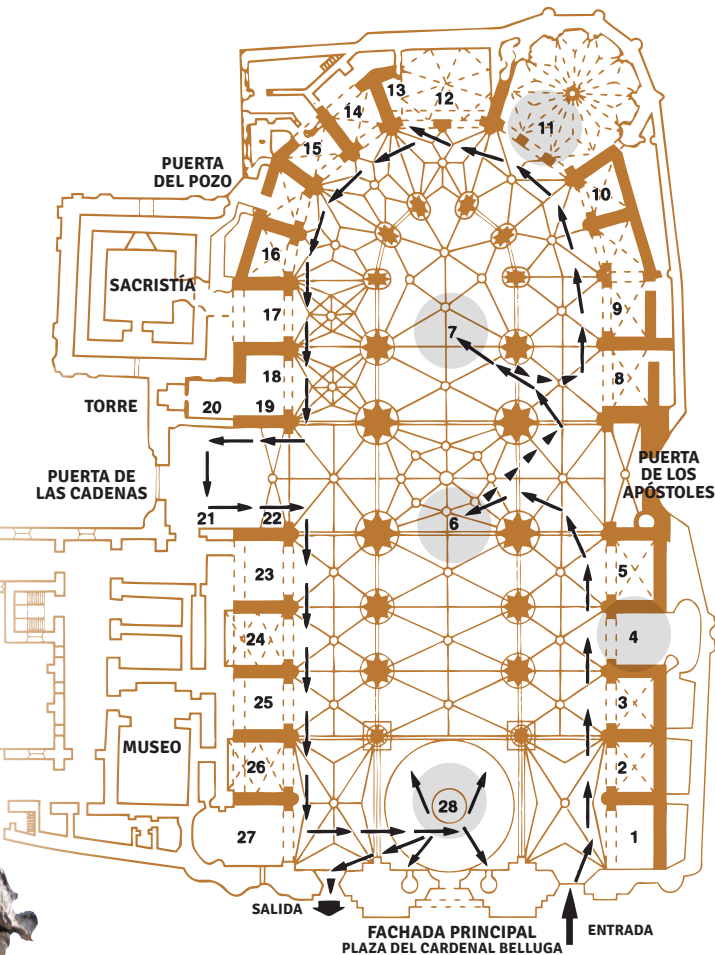 12
13
14
11
15
PUERTA
DEL POZO
10
16
SACRISTÍA
17
9
7
18
8
TORRE
20
19
PUERTA DE
LAS CADENAS
PUERTA
DE LOS
APÓSTOLES
21
22
6
23
5
24
4
25
3
MUSEO
26
2
28
27
1
SALIDA
FACHADA PRINCIPAL
PLAZA DEL CARDENAL BELLUGA
ENTRADA